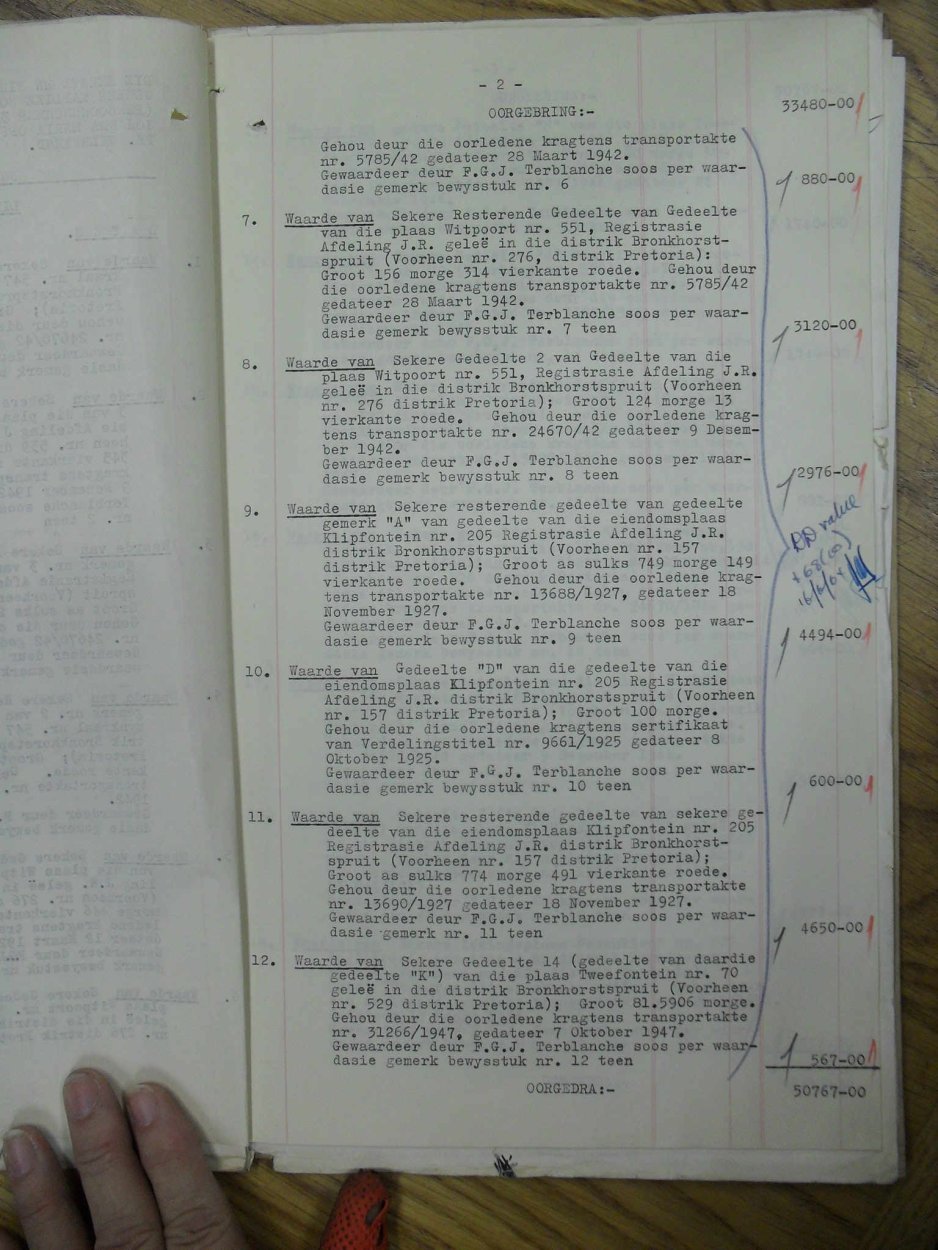 - 2 -
OORGEBRING:- 33480-00
Gehou deur die oorledene kragtens transportakte
nr. 5785/42 gedateer 28 Maart 1942.
Gewaardeer deur F.G.J. Terblanche soos per waar-
dasie gemerk bewysstuk nr. 6 880-00
7. Waarde van Sekere Resterende Gedeelte van Gedeelte
van die plaas Witpoort nr. 551, Registrasie
Afdeling J.R. geleë in die distrik Bronkhorst-
spruit (Voorheen nr. 276, distrik Pretoria):
Groot 156 morge 314 vierkante roede. Gehou deur
die oorledene kragtens transportakte nr. 5785/42
gedateer 28 Maart 1942.
Gewaardeer deur F.G.J. Terblanche soos per waar-
dasie gemerk bewysstuk nr. 7 teen 3120-00
8. Waarde van Sekere Gedeelte 2 van Gedeelte van die
plaas Witpoort nr. 551, Registrasie Afdeling J.R.
geleë in die distrik Bronkhorstspruit (Voorheen
nr. 276 distrik Pretoria); Groot 124 morge 13
vierkante roede. Gehou deur die oorledene krag-
tens transportakte nr. 24670/42 gedateer 9 Desem-
ber 1942.
Gewaardeer deur F.G.J. Terblanche soos per waar-
dasie gemerk bewysstuk nr. 8 teen 2976-00
9. Waarde van Sekere resterende gedeelte van gedeelte
gemerk "A" van gedeelte van die eiendomsplaas
Klipfontein nr. 205 Registrasie Afdeling J.R.
distrik Bronkhorstspruit (Voorheen nr. 157
distrik Pretoria); Groot as sulks 749 morge 149
vierkante roede. Gehou deur die oorledene krag-
tens transportakte nr. 13688/1927, gedateer 18
November 1927.
Gewaardeer deur F.G.J. Terblanche soos per waar-
dasie gemerk bewysstuk nr. 9 teen 4494-00
value
10. Waarde van Gedeelte "D" van die gedeelte van die
eiendomsplaas Klipfontein nr. 205 Registrasie
Afdeling J.R. distrik Bronkhorstspruit (Voorheen
nr. 157 distrik Pretoria); Groot 100 morge.
Gehou deur die oorledene kragtens sertifikaat
van Verdelingstitel nr. 9661/1925 gedateer 8
Oktober 1925.
Gewaardeer deur F.G.J. Terblanche soos per waar-
dasie gemerk bewysstuk nr. 10 teen 600-00
11. Waarde van Sekere resterende gedeelte van sekere ge-
deelte van die eiendomsplaas Klipfontein nr. 205
Registrasie Afdeling J.R. distrik Bronkhorst-
spruit (Voorheen nr. 157 distrik Pretoria);
Groot as sulks 774 morge 491 vierkante roede.
Gehou deur die oorledene kragtens transportakte
nr. 13690/1927 gedateer 18 November 1927.
Gewaardeer deur F.G.J. Terblanche soos per waar-
dasie gemerk nr. 11 teen 4650-00
12. Waarde van Sekere Gedeelte 14 (gedeelte van daardie
gedeelte "K") van die plaas Tweefontein nr. 70
geleë in die distrik Bronkhorstspruit (Voorheen
nr. 529 distrik Pretoria); Groot 81.5906 morge.
Gehou deur die oorledene kragtens transportakte
nr. 31266/1947, gedateer 7 Oktober 1947.
Gewaardeer deur F.G.J. Terblanche soos per waar-
dasie gemerk bewysstuk nr. 12 teen 567-00
OORGEDRA:- 50767-00